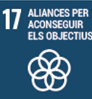 17 ALIANCES PER
ACONSEGUIR
ELS OBJECTIUS